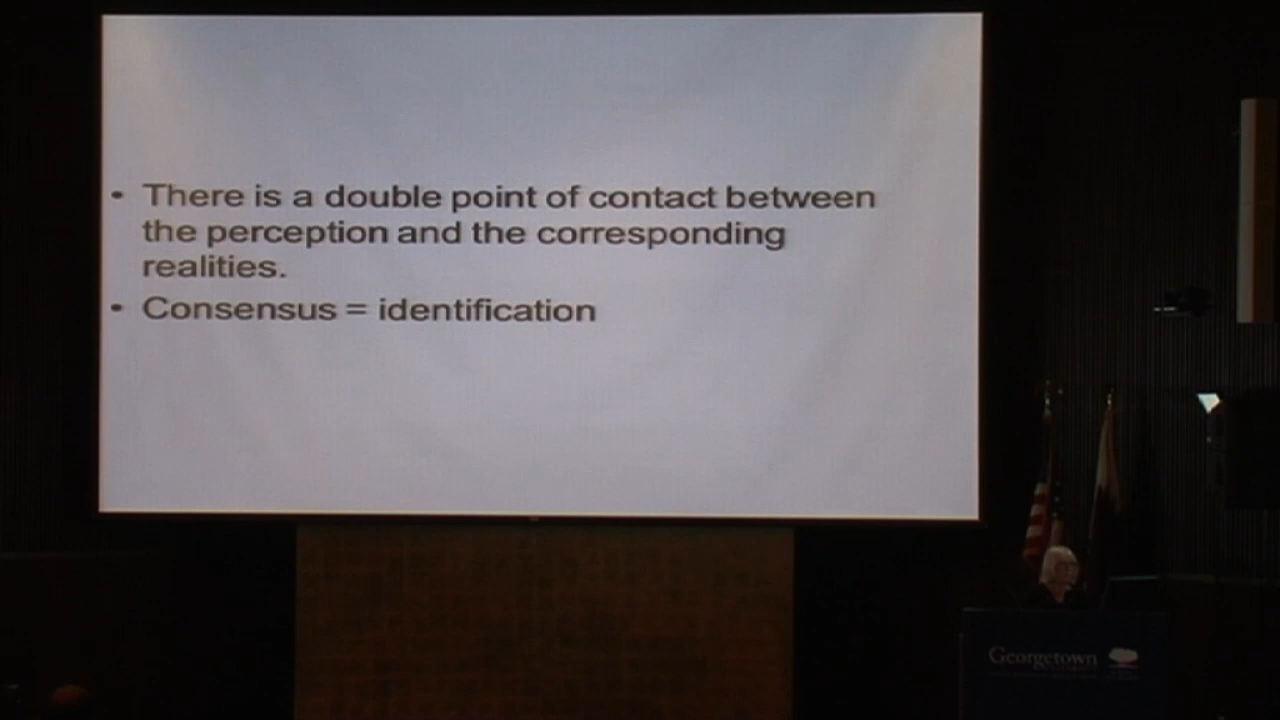 • There is a double point of contact between
the perception and the corresponding
realities.
• Consensus = identification
Georgetown